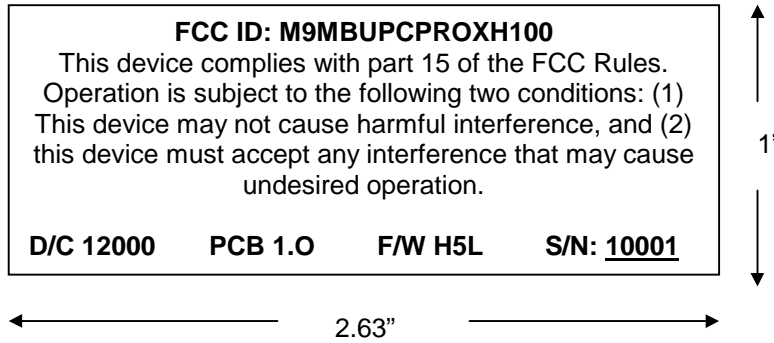 FCC ID: M9MBUPCPROXH100
This device complies with part 15 of the FCC Rules.
Operation is subject to the following two conditions: (1)
This device may not cause harmful interference, and (2)
this device must accept any interference that may cause
undesired operation.
D/C 12000 PCB 1.O F/W H5L S/N: 10001
1”
2.63”